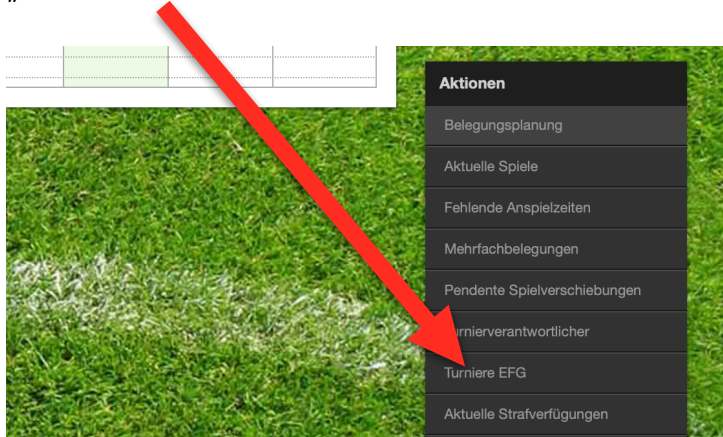 Aktionen
Belegungsplanung
Aktuelle Spiele
Fehlende Anspielzeiten
Mehrfachbelegungen
Pendente Spielverschiebungen
urnierverantwortlicher
Turniere EFG
Aktuelle Strafverfügungen